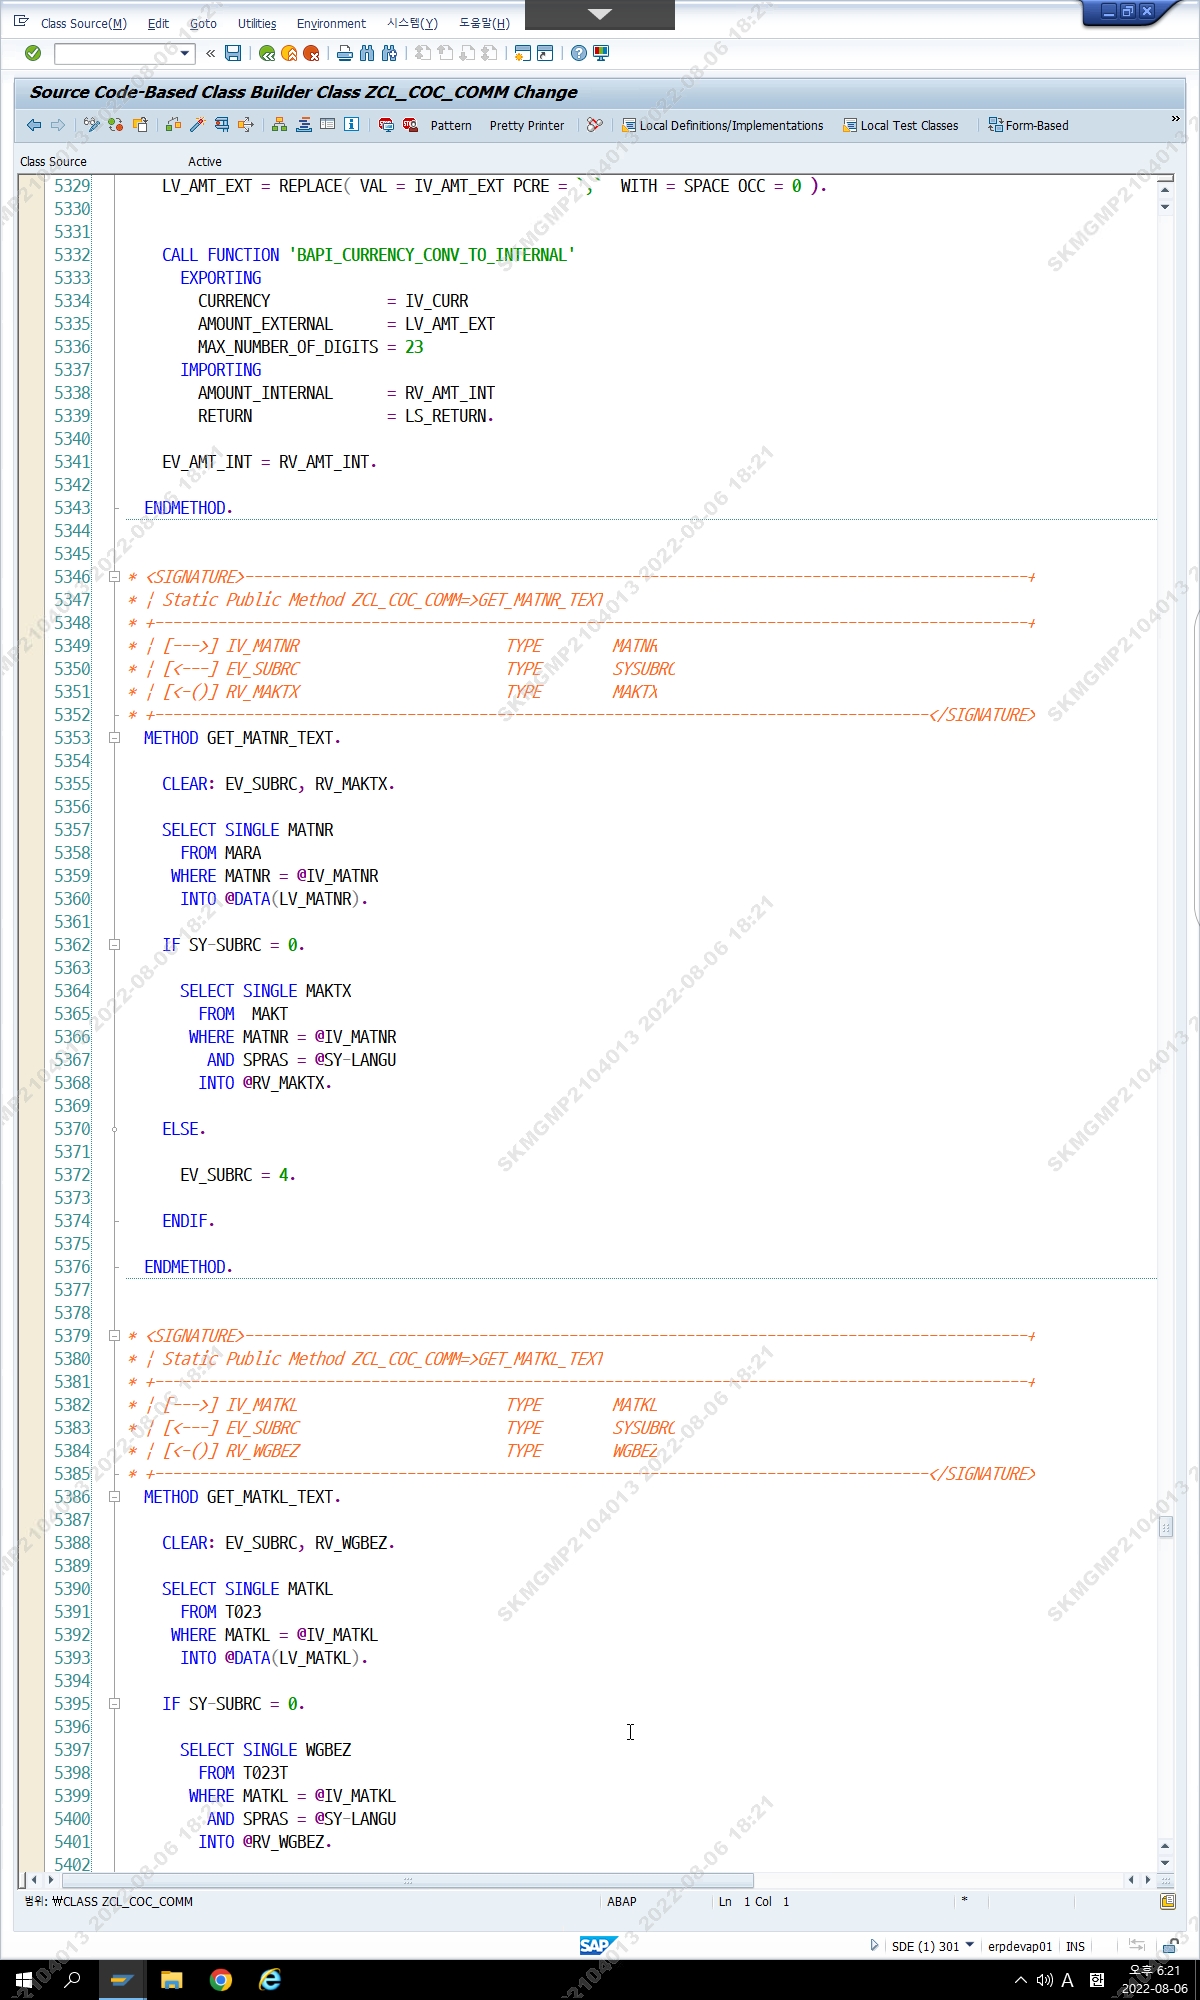 Class Source(M) Edit Goto Utilities Environment 시스템(Y) 도움말(H)
Source Code-Based Class Builder Class ZCL_COC_COMM Change
Pattern Pretty Printer Local Definitions/Implementations Local Test Classes Form-Based »
Class Source Active
5329 LV_AMT_EXT = REPLACE( VAL = IV_AMT_EXT PCRE = `,` WITH = SPACE OCC = 0 ).
5330
5331
5332 CALL FUNCTION 'BAPI_CURRENCY_CONV_TO_INTERNAL'
5333 EXPORTING
5334 CURRENCY = IV_CURR
5335 AMOUNT_EXTERNAL = LV_AMT_EXT
5336 MAX_NUMBER_OF_DIGITS = 23
5337 IMPORTING
5338 AMOUNT_INTERNAL = RV_AMT_INT
5339 RETURN = LS_RETURN.
5340
5341 EV_AMT_INT = RV_AMT_INT.
5342
5343 ENDMETHOD.
5344
5345
5346 * <SIGNATURE>---------------------------------------------------------------------------------------+
5347 * | Static Public Method ZCL_COC_COMM=>GET_MATNR_TEXT
5348 * +-------------------------------------------------------------------------------------------------+
5349 * | [--->] IV_MATNR TYPE MATNR
5350 * | [<---] EV_SUBRC TYPE SYSUBRC
5351 * | [<-()] RV_MAKTX TYPE MAKTX
5352 * +--------------------------------------------------------------------------------------</SIGNATURE>
5353 METHOD GET_MATNR_TEXT.
5354
5355 CLEAR: EV_SUBRC, RV_MAKTX.
5356
5357 SELECT SINGLE MATNR
5358 FROM MARA
5359 WHERE MATNR = @IV_MATNR
5360 INTO @DATA(LV_MATNR).
5361
5362 IF SY-SUBRC = 0.
5363
5364 SELECT SINGLE MAKTX
5365 FROM MAKT
5366 WHERE MATNR = @IV_MATNR
5367 AND SPRAS = @SY-LANGU
5368 INTO @RV_MAKTX.
5369
5370 ELSE.
5371
5372 EV_SUBRC = 4.
5373
5374 ENDIF.
5375
5376 ENDMETHOD.
5377
5378
5379 * <SIGNATURE>---------------------------------------------------------------------------------------+
5380 * | Static Public Method ZCL_COC_COMM=>GET_MATKL_TEXT
5381 * +-------------------------------------------------------------------------------------------------+
5382 * | [--->] IV_MATKL TYPE MATKL
5383 * | [<---] EV_SUBRC TYPE SYSUBRC
5384 * | [<-()] RV_WGBEZ TYPE WGBEZ
5385 * +--------------------------------------------------------------------------------------</SIGNATURE>
5386 METHOD GET_MATKL_TEXT.
5387
5388 CLEAR: EV_SUBRC, RV_WGBEZ.
5389
5390 SELECT SINGLE MATKL
5391 FROM T023
5392 WHERE MATKL = @IV_MATKL
5393 INTO @DATA(LV_MATKL).
5394
5395 IF SY-SUBRC = 0.
5396
5397 SELECT SINGLE WGBEZ
5398 FROM T023T
5399 WHERE MATKL = @IV_MATKL
5400 AND SPRAS = @SY-LANGU
5401 INTO @RV_WGBEZ.
5402
범위: ₩CLASS ZCL_COC_COMM ABAP Ln 1 Col 1 *
SAP SDE (1) 301 erpdevap01 INS
A 한 오후 6:21
2022-08-06
SKMGMP2104013 2022-08-06 18:21